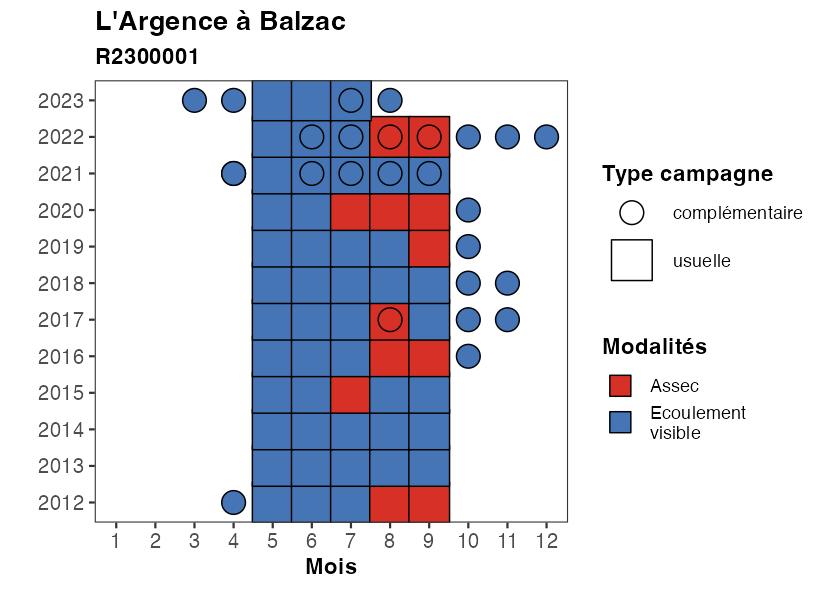 L'Argence à Balzac
R2300001
2023
2022
2021
2020
2019
2018
2017
2016
2015
2014
2013
2012
1 2 3 4 5 6 7 8 9 10 11 12
Mois
Type campagne
complémentaire
usuelle
Modalités
Assec
Ecoulement
visible